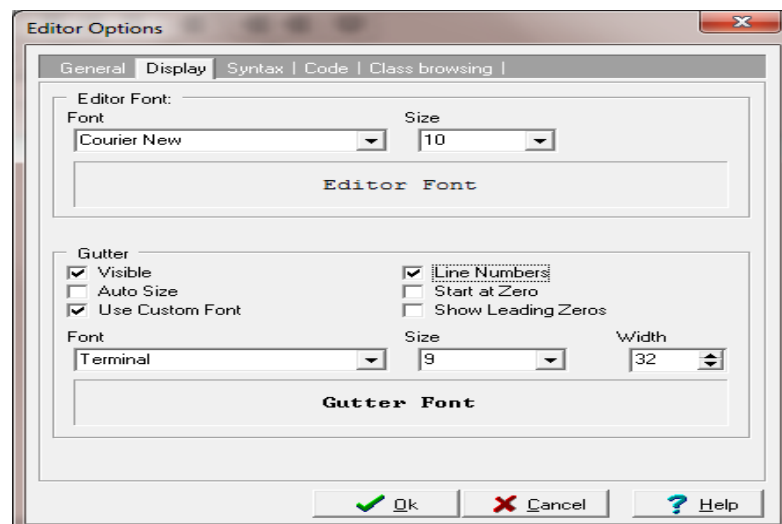 Editor Options
General Display Syntax | Code | Class browsing |
Editor Font:
Font Size
Courier New 10
Editor Font
Gutter
Visible Line Numbers
Auto Size Start at Zero
Use Custom Font Show Leading Zeros
Font Size Width
Terminal 9 32
Gutter Font
Ok Cancel Help